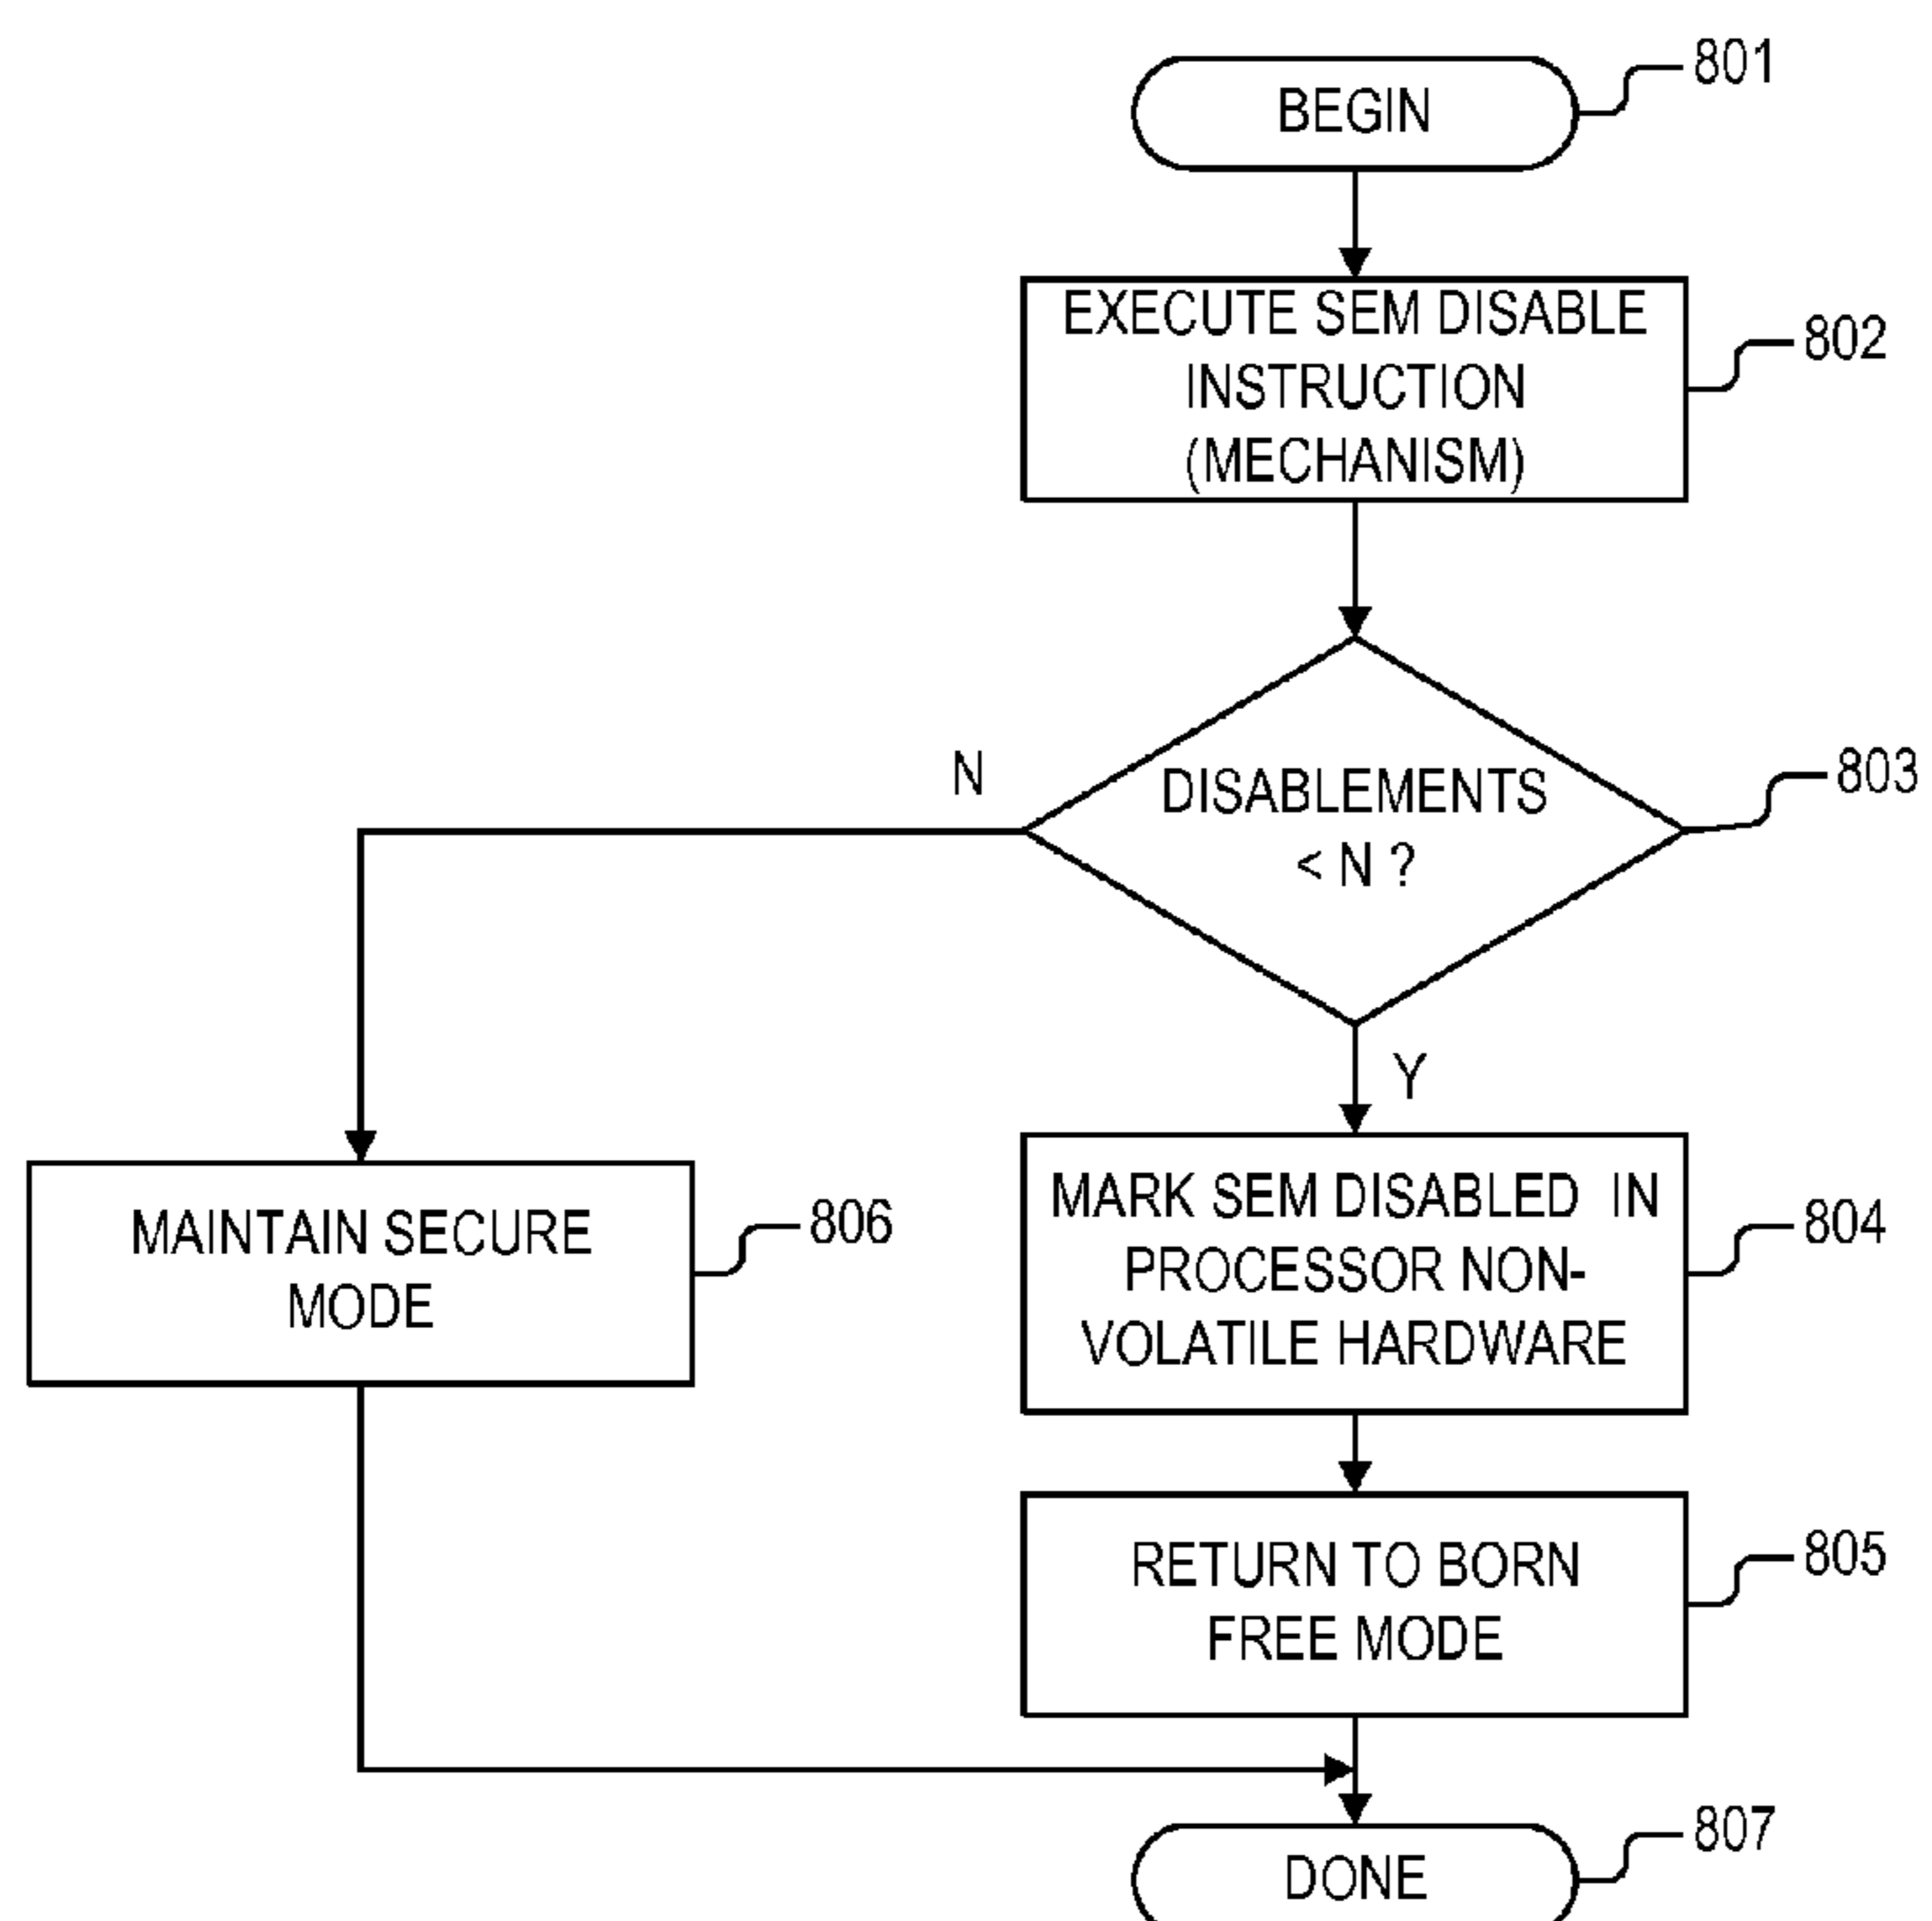 BEGIN
801
EXECUTE SEM DISABLE
INSTRUCTION
(MECHANISM)
802
N
DISABLEMENTS
< N ?
803
Y
MAINTAIN SECURE
MODE
806
MARK SEM DISABLED IN
PROCESSOR NON-
VOLATILE HARDWARE
804
RETURN TO BORN
FREE MODE
805
DONE
807